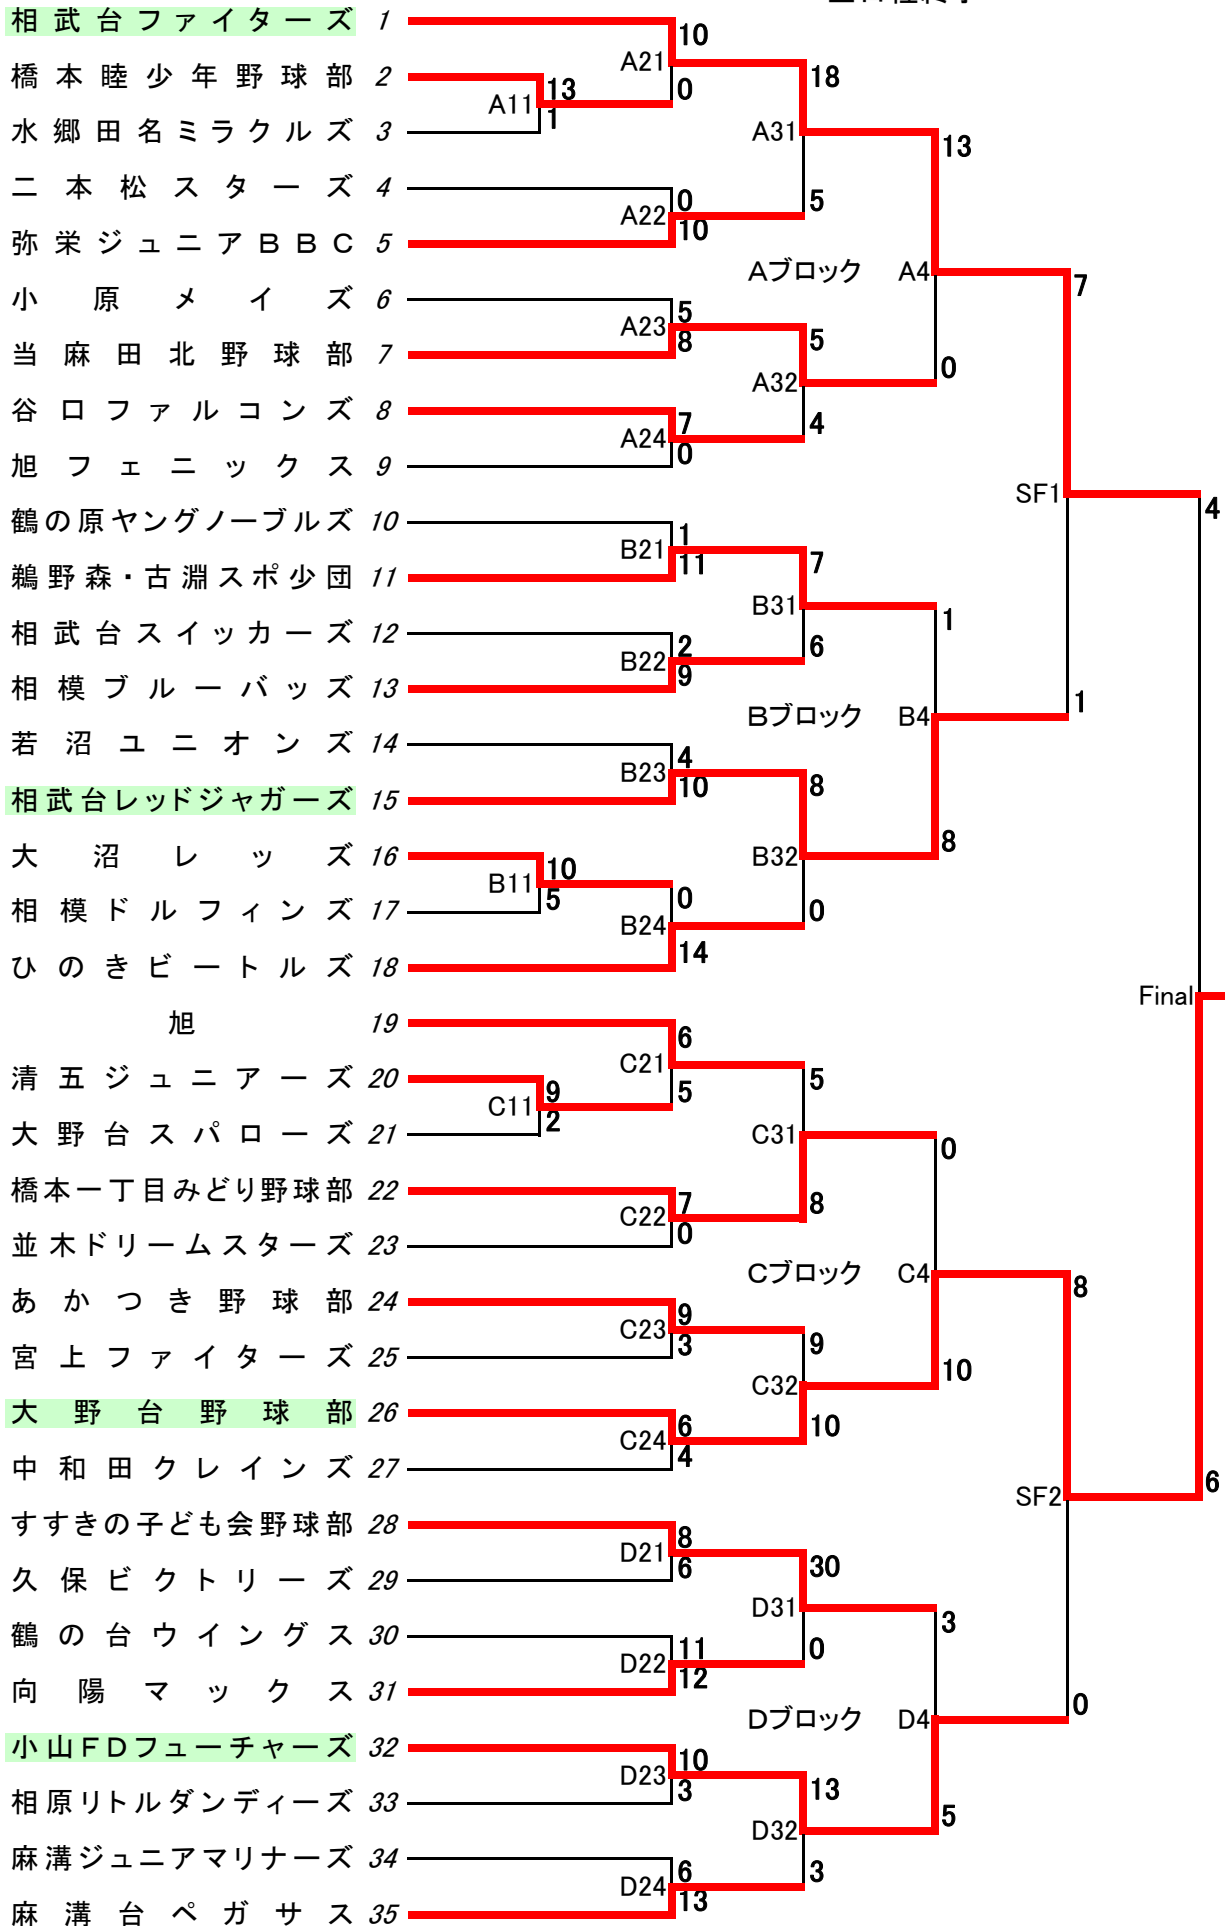 相武台ファイターズ 1
10
A21
18
橋本睦少年野球部 2
13
0
A11
1
水郷田名ミラクルズ 3
A31
13
二本松スターズ 4
0
5
A22
10
弥栄ジュニアBBC 5
Aブロック A4
7
小原メイズ 6
5
A23
5
8
当麻田北野球部 7
0
A32
谷口ファルコンズ 8
7
4
A24
0
旭フェニックス 9
SF1
4
鶴の原ヤングノーブルズ 10
1
B21
11
7
鵜野森・古淵スポ少団 11
B31
1
相武台スイッカーズ 12
2
6
B22
9
相模ブルーバッズ 13
1
Bブロック B4
若沼ユニオンズ 14
4
B23
10
8
相武台レッドジャガーズ 15
8
大沼レッズ 16
10
B32
B11
5
0
相模ドルフィンズ 17
0
B24
14
ひのきビートルズ 18
Final
旭 19
6
C21
5
清五ジュニアーズ 20
9
5
C11
2
大野台スパローズ 21
C31
0
橋本一丁目みどり野球部 22
7
8
C22
0
並木ドリームスターズ 23
Cブロック C4
8
あかつき野球部 24
9
C23
9
3
宮上ファイターズ 25
10
C32
大野台野球部 26
6
10
C24
4
中和田クレインズ 27
6
SF2
すすきの子ども会野球部 28
8
D21
6
30
久保ビクトリーズ 29
D31
3
鶴の台ウイングス 30
11
0
D22
12
向陽マックス 31
0
Dブロック D4
小山FDフューチャーズ 32
10
D23
3
13
相原リトルダンディーズ 33
5
D32
麻溝ジュニアマリナーズ 34
6
3
D24
13
麻溝台ペガサス 35